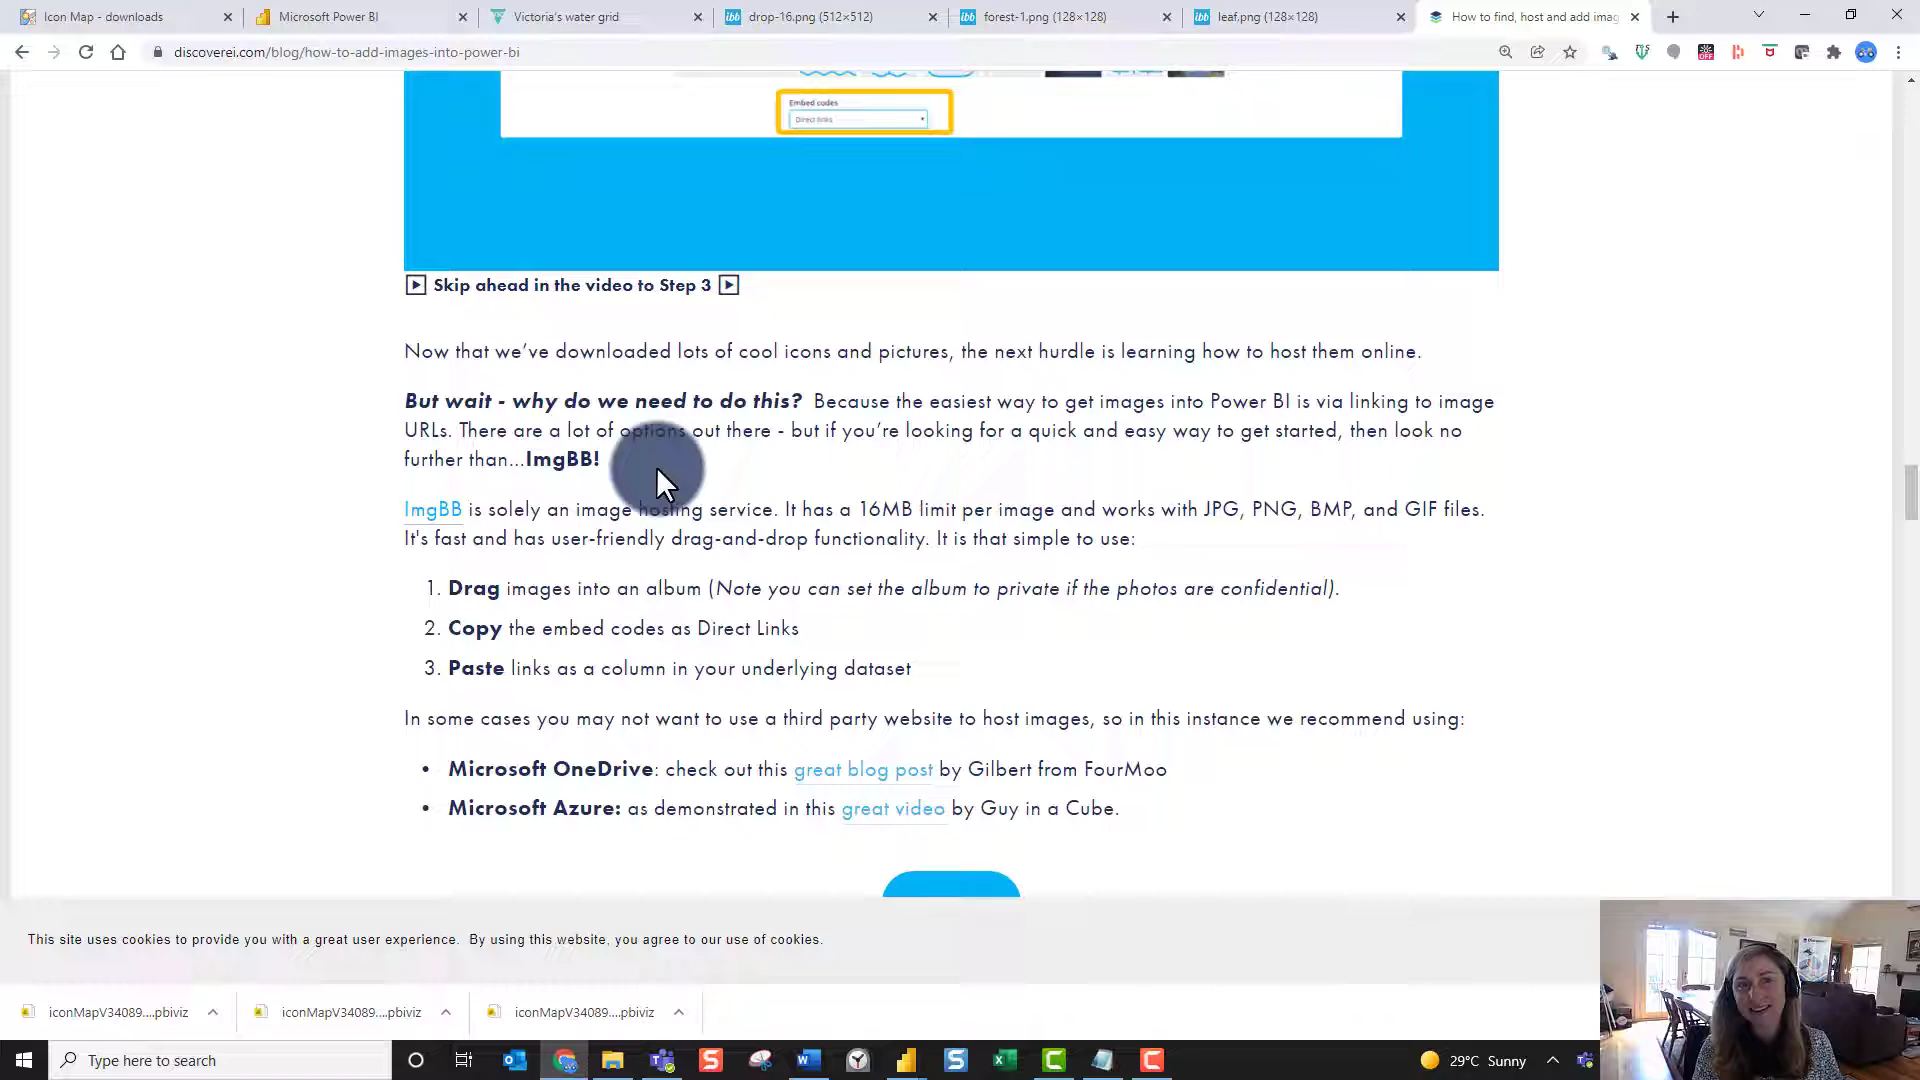 Icon Map - downloads
Microsoft Power BI
Victoria's water grid
drop-16.png (512×512)
forest-1.png (128×128)
leaf.png (128×128)
How to find, host and add imag
discoverei.com/blog/how-to-add-images-into-power-bi
Embed codes
Direct links
Skip ahead in the video to Step 3
Now that we've downloaded lots of cool icons and pictures, the next hurdle is learning how to host them online.
But wait - why do we need to do this? Because the easiest way to get images into Power BI is via linking to image
URLs. There are a lot of options out there - but if you're looking for a quick and easy way to get started, then look no
further than...ImgBB!
ImgBB is solely an image hosting service. It has a 16MB limit per image and works with JPG, PNG, BMP, and GIF files.
It's fast and has user-friendly drag-and-drop functionality. It is that simple to use:
1. Drag images into an album (Note you can set the album to private if the photos are confidential).
2. Copy the embed codes as Direct Links
3. Paste links as a column in your underlying dataset
In some cases you may not want to use a third party website to host images, so in this instance we recommend using:
• Microsoft OneDrive: check out this great blog post by Gilbert from FourMoo
• Microsoft Azure: as demonstrated in this great video by Guy in a Cube.
This site uses cookies to provide you with a great user experience. By using this website, you agree to our use of cookies.
iconMapV34089....pbiviz
iconMapV34089....pbiviz
iconMapV34089....pbiviz
Type here to search
29°C Sunny